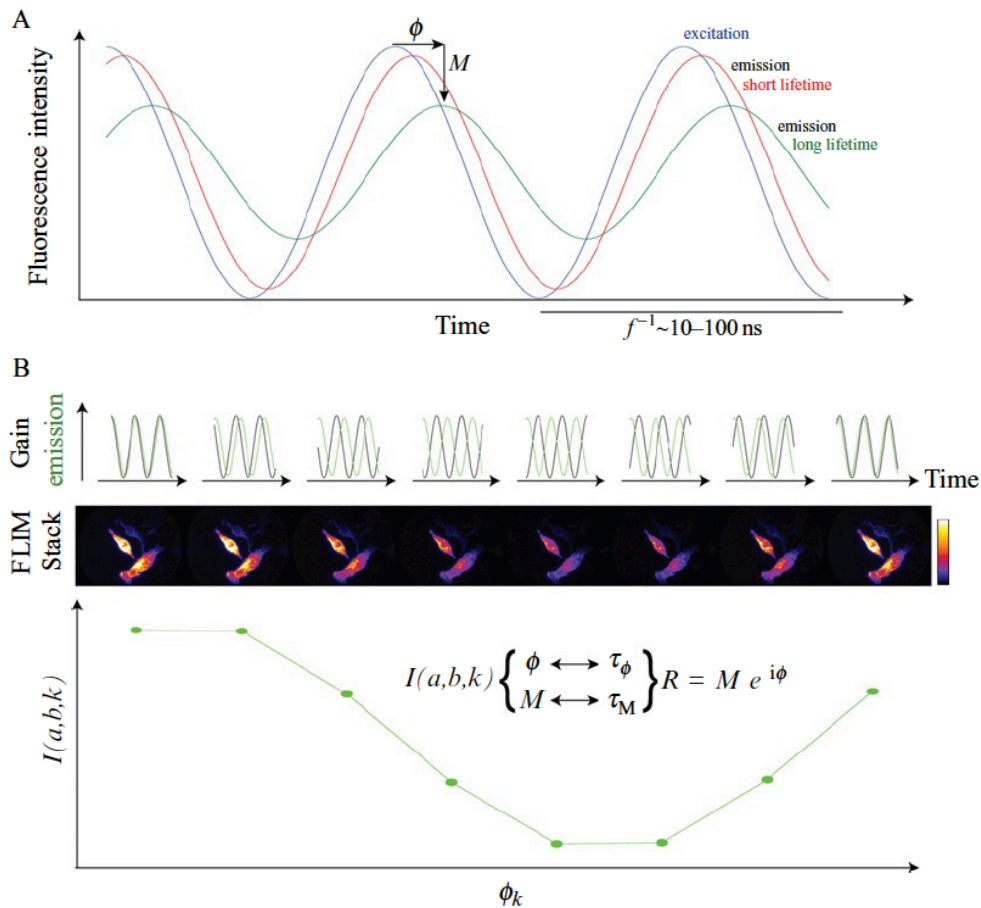 A
Fluorescence intensity
ϕ
M
excitation
emission
short lifetime
emission
long lifetime
Time
f⁻¹~10–100 ns
B
Gain
emission
Time
FLIM
Stack
I(a,b,k)
I(a,b,k) { ϕ ⟷ τϕ M ⟷ τM } R = M e^iϕ
ϕk